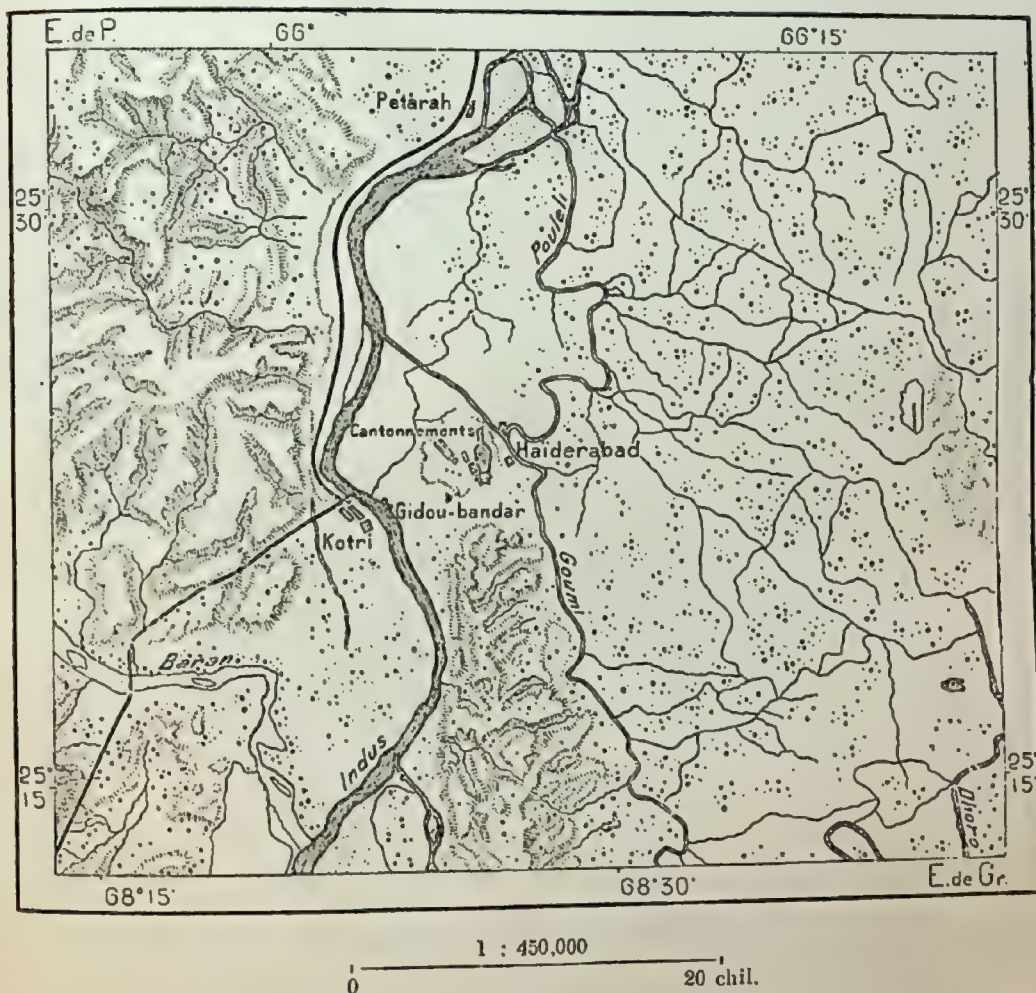 E. de P. 66° 66°15'
Petarah
25° 30' 25° 30'
Pouleli
Cantonnements
Haiderabad
Gidou-bandar
Kotri
Gouni
Baran
Indus
25° 15' 25° 15'
Dhoro
68°15' 68°30' E. de Gr.
1 : 450,000
0 20 chil.